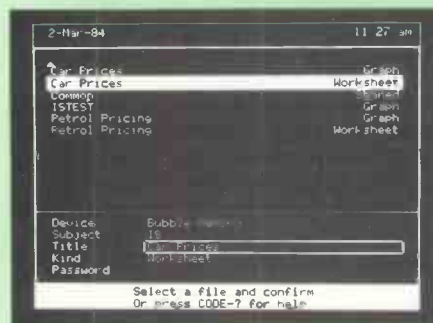 2-Mar-84 11 27 am
Car Prices Graph
Car Prices Worksheet
Common Shared
ISTEST Graph
Petrol Pricing Graph
Petrol Pricing Worksheet
Device Bubble
Subject IS
Title Car Prices
Kind Worksheet
Password
Select a file and confirm
Or press CODE-? for help